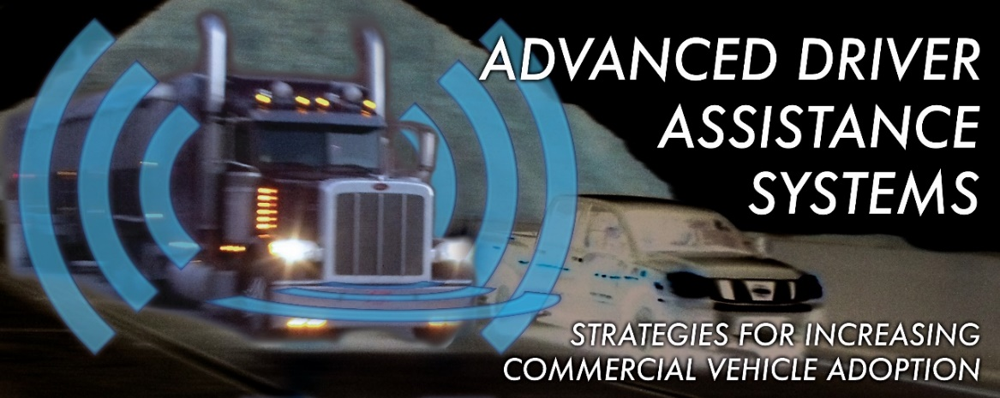 ADVANCED DRIVER
ASSISTANCE
SYSTEMS
STRATEGIES FOR INCREASING
COMMERCIAL VEHICLE ADOPTION